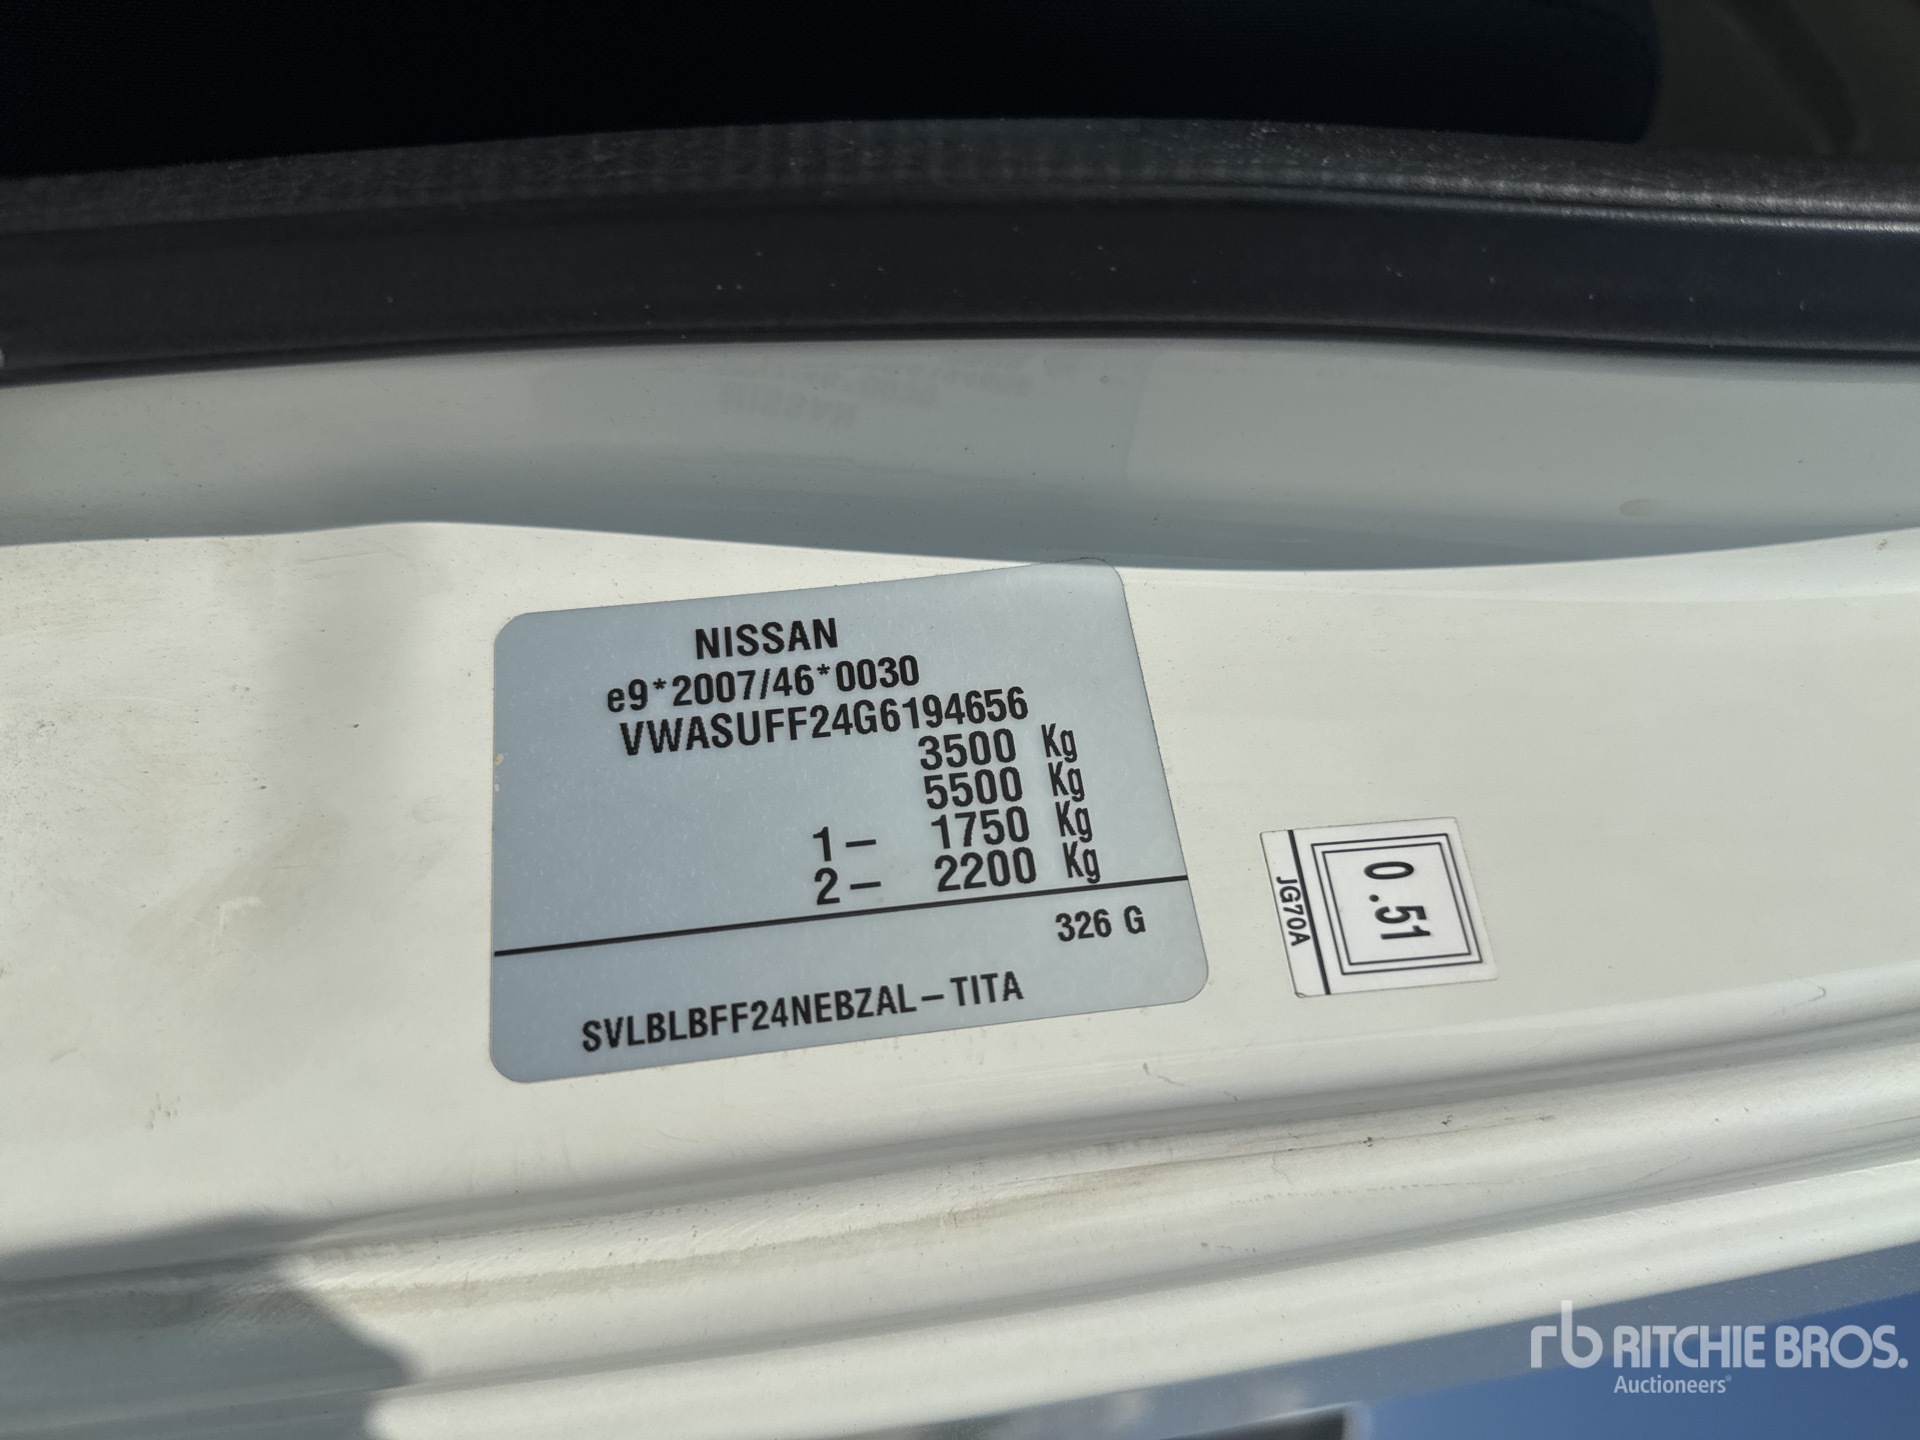 NISSAN
e9*2007/46*0030
VWASUFF24G6194656
3500 Kg
5500 Kg
1- 1750 Kg
2- 2200 Kg
326 G
SVLBLBFF24NEBZAL-TITA
0.51
JG70A
rb RITCHIE BROS.
Auctioneers